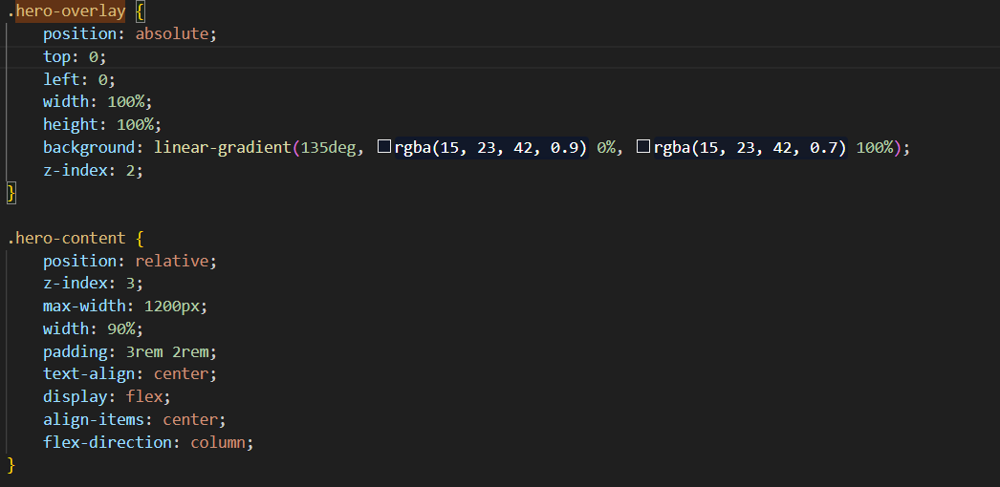 .hero-overlay {
    position: absolute;
    top: 0;
    left: 0;
    width: 100%;
    height: 100%;
    background: linear-gradient(135deg, rgba(15, 23, 42, 0.9) 0%, rgba(15, 23, 42, 0.7) 100%);
    z-index: 2;
}

.hero-content {
    position: relative;
    z-index: 3;
    max-width: 1200px;
    width: 90%;
    padding: 3rem 2rem;
    text-align: center;
    display: flex;
    align-items: center;
    flex-direction: column;
}